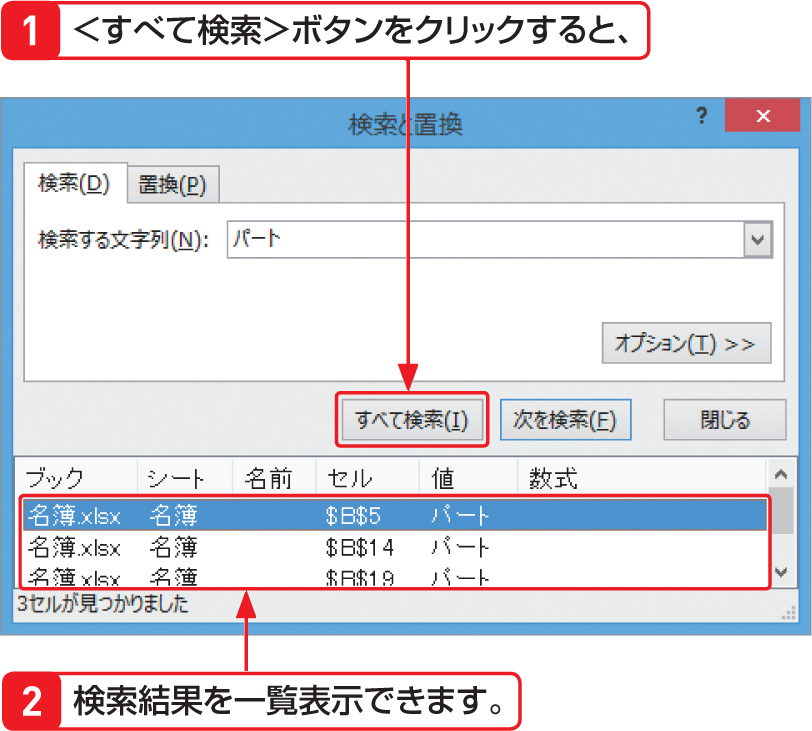 1 <すべて検索>ボタンをクリックすると、
検索と置換 ? ×
検索(D) 置換(P)
検索する文字列(N): パート
オプション(T) >>
すべて検索(I) 次を検索(F) 閉じる
ブック シート 名前 セル 値 数式
名簿.xlsx 名簿 $B$5 パート
名簿.xlsx 名簿 $B$14 パート
名簿.xlsx 名簿 $B$19 パート
3セルが見つかりました
2 検索結果を一覧表示できます。